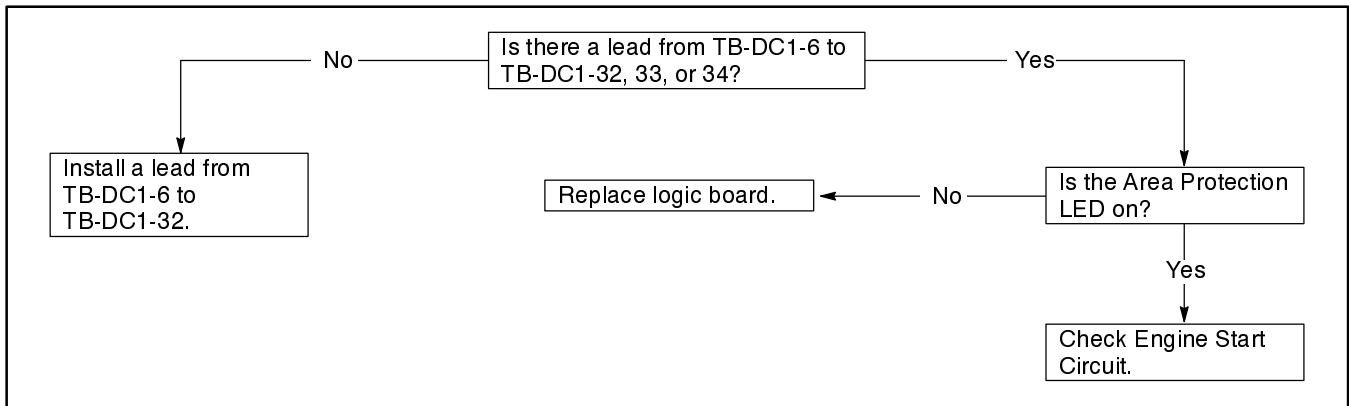 Is there a lead from TB-DC1-6 to
TB-DC1-32, 33, or 34?
No
Yes
Install a lead from
TB-DC1-6 to
TB-DC1-32.
Replace logic board.
No
Is the Area Protection
LED on?
Yes
Check Engine Start
Circuit.